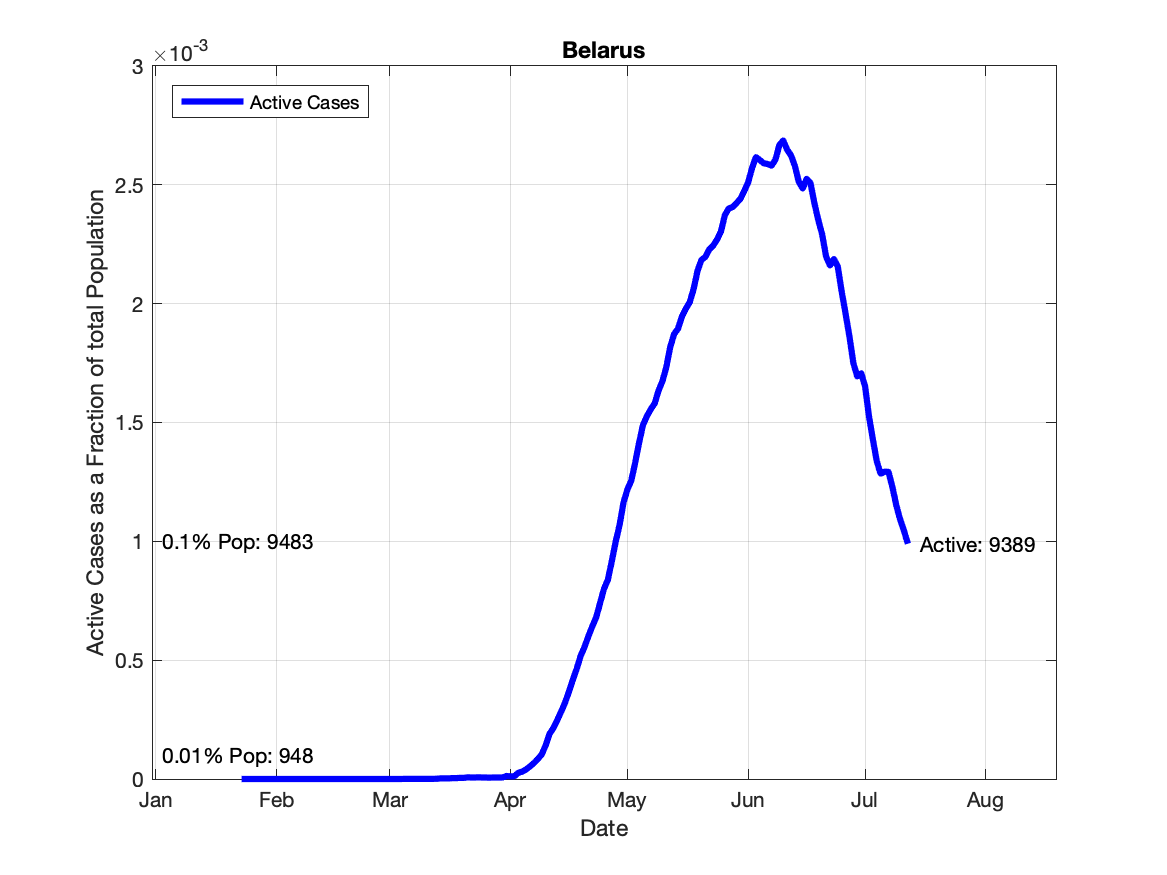 Belarus
×10-3
Active Cases
3
2.5
2
1.5
1
0.5
0
Active Cases as a Fraction of total Population
0.1% Pop: 9483
0.01% Pop: 948
Active: 9389
Jan Feb Mar Apr May Jun Jul Aug
Date